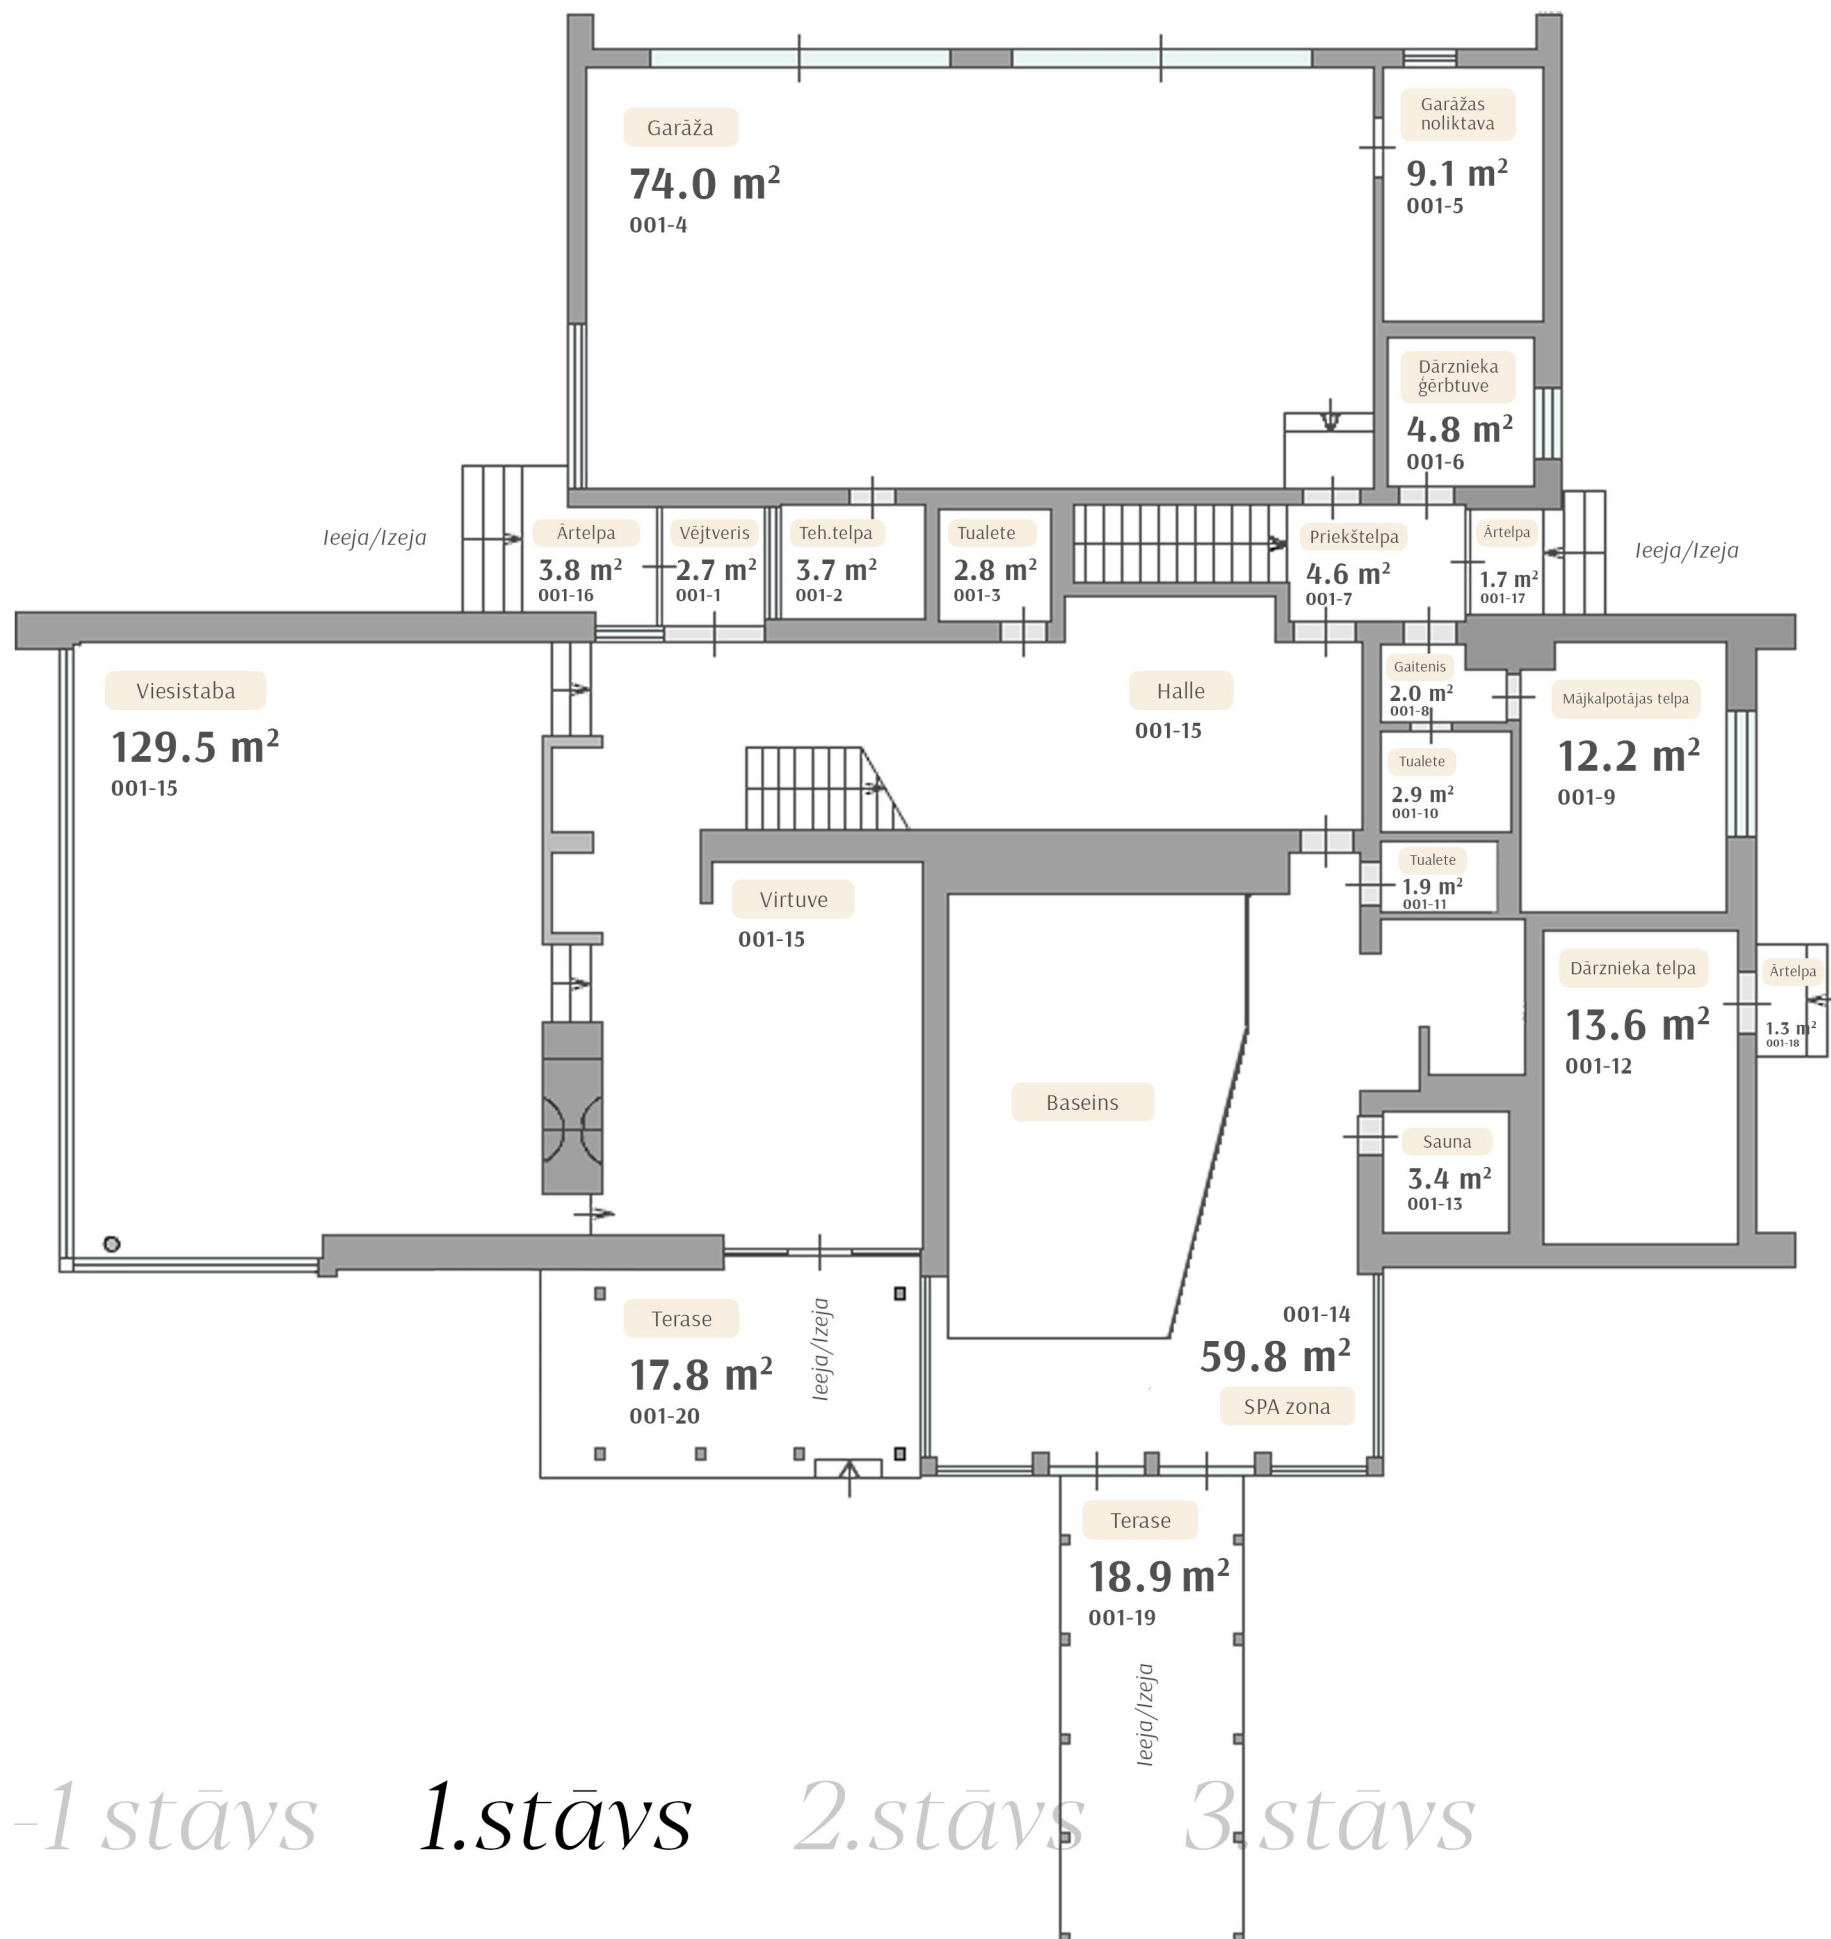 Garāža
74.0 m²
001-4
Garāžas
noliktava
9.1 m²
001-5
Dārznieka
ģērbtuve
4.8 m²
001-6
Ieeja/Izeja
Ārtelpa
3.8 m²
001-16
Vējtveris
2.7 m²
001-1
Teh.telpa
3.7 m²
001-2
Tualete
2.8 m²
001-3
Priekštelpa
4.6 m²
001-7
Ārtelpa
1.7 m²
001-17
Ieeja/Izeja
Viesistaba
129.5 m²
001-15
Halle
001-15
Gaitenis
2.0 m²
001-8
Mājkalpotājas telpa
12.2 m²
001-9
Tualete
2.9 m²
001-10
Tualete
1.9 m²
001-11
Virtuve
001-15
Dārznieka telpa
13.6 m²
001-12
Ārtelpa
1.3 m²
001-18
Baseins
Sauna
3.4 m²
001-13
Terase
17.8 m²
001-20
Ieeja/Izeja
001-14
59.8 m²
SPA zona
Terase
18.9 m²
001-19
Ieeja/Izeja
-1 stāvs
1.stāvs
2.stāvs
3.stāvs